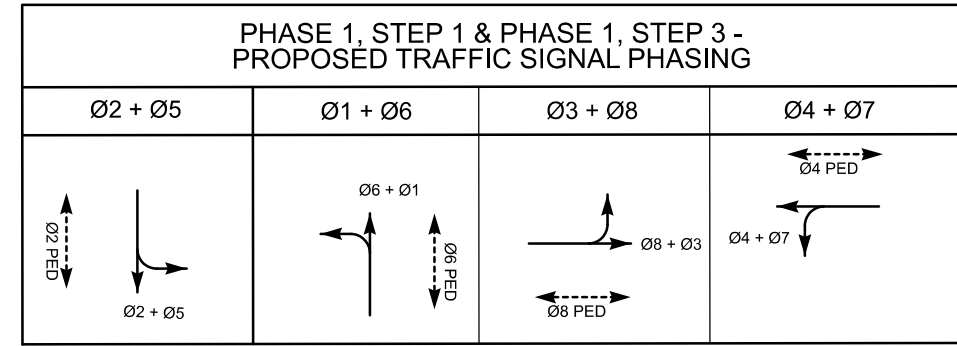 PHASE 1, STEP 1 & PHASE 1, STEP 3 -
PROPOSED TRAFFIC SIGNAL PHASING
Ø2 + Ø5
Ø1 + Ø6
Ø3 + Ø8
Ø4 + Ø7
Ø2 PED
Ø2 + Ø5
Ø6 + Ø1
Ø6 PED
Ø8 + Ø3
Ø8 PED
Ø4 PED
Ø4 + Ø7